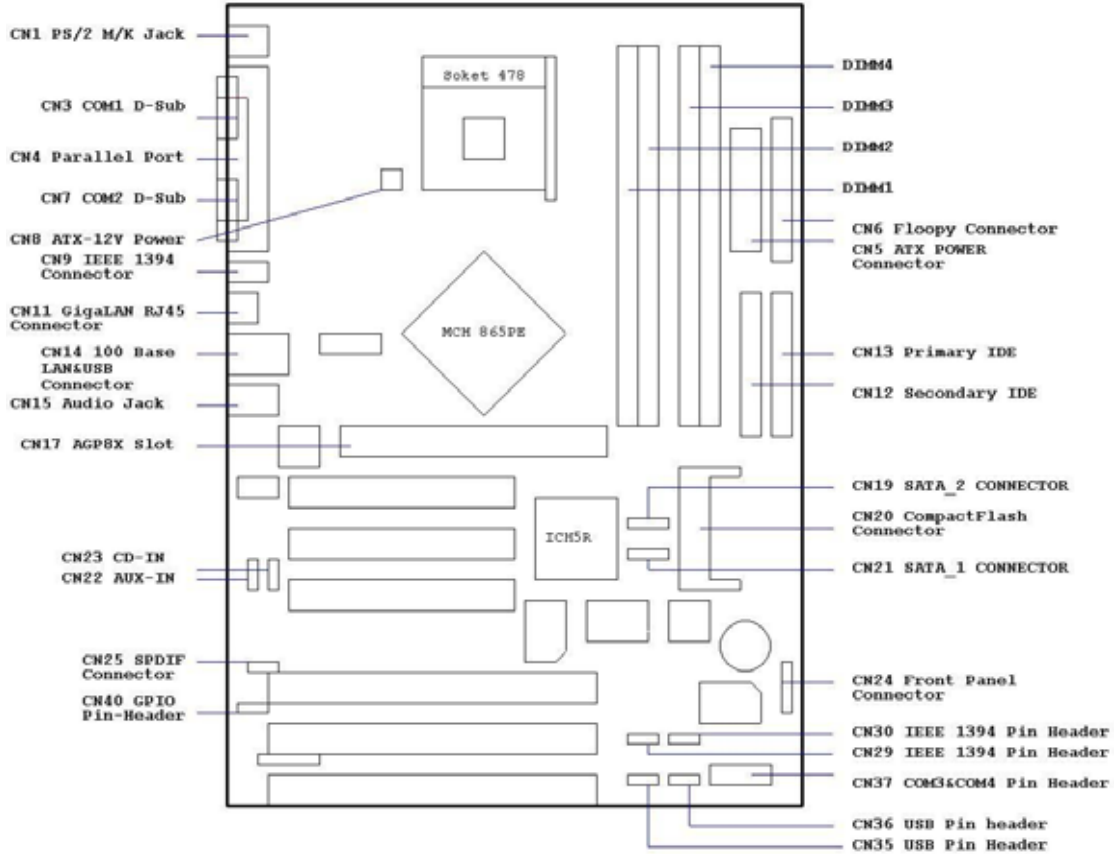 CN1 PS/2 M/K Jack
CN3 COM1 D-Sub
CN4 Parallel Port
CN7 COM2 D-Sub
CN8 ATX-12V Power
CN9 IEEE 1394
Connector
CN11 GigaLAN RJ45
Connector
CN14 100 Base
LAN&USB
Connector
CN15 Audio Jack
CN17 AGP8X Slot
CN23 CD-IN
CN22 AUX-IN
CN25 SPDIF
Connector
CN40 GPIO
Pin-Header
Soket 478
MCH 865PE
ICH5R
DIMM4
DIMM3
DIMM2
DIMM1
CN6 Floopy Connector
CN5 ATX POWER
Connector
CN13 Primary IDE
CN12 Secondary IDE
CN19 SATA_2 CONNECTOR
CN20 CompactFlash
Connector
CN21 SATA_1 CONNECTOR
CN24 Front Panel
Connector
CN30 IEEE 1394 Pin Header
CN29 IEEE 1394 Pin Header
CN37 COM3&COM4 Pin Header
CN36 USB Pin header
CN35 USB Pin Header